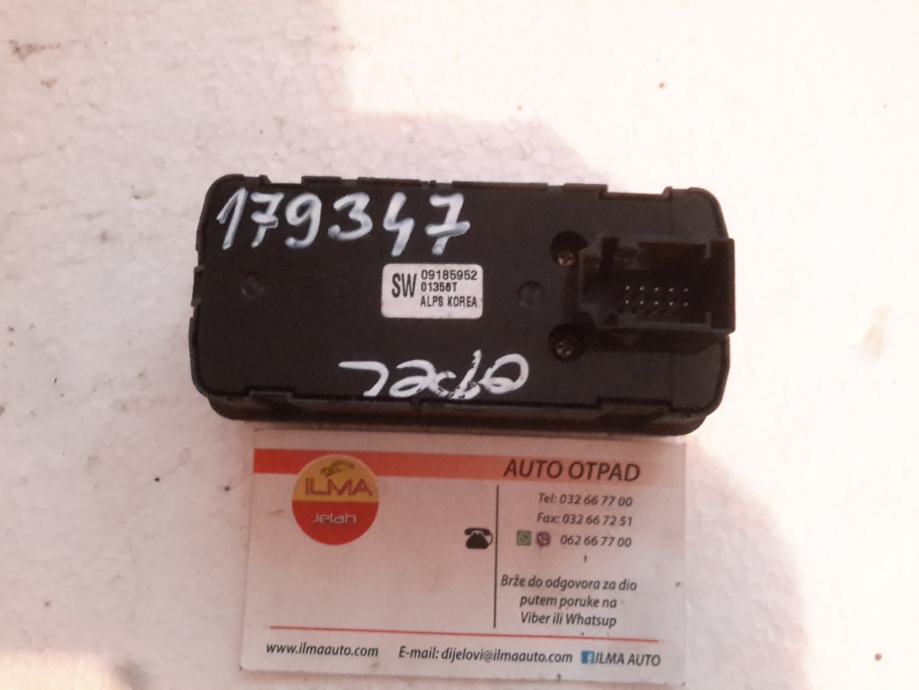 179347
SW 09185952
01356T
ALPS KOREA
OPEL
ILMA
Jelah
AUTO OTPAD
Tel: 032 66 77 00
Fax: 032 66 72 51
062 66 77 00
Brže do odgovora za dio
putem poruke na
Viber ili Whatsup
www.ilmaauto.com E-mail: dijelovi@ilmaauto.com ILMA AUTO